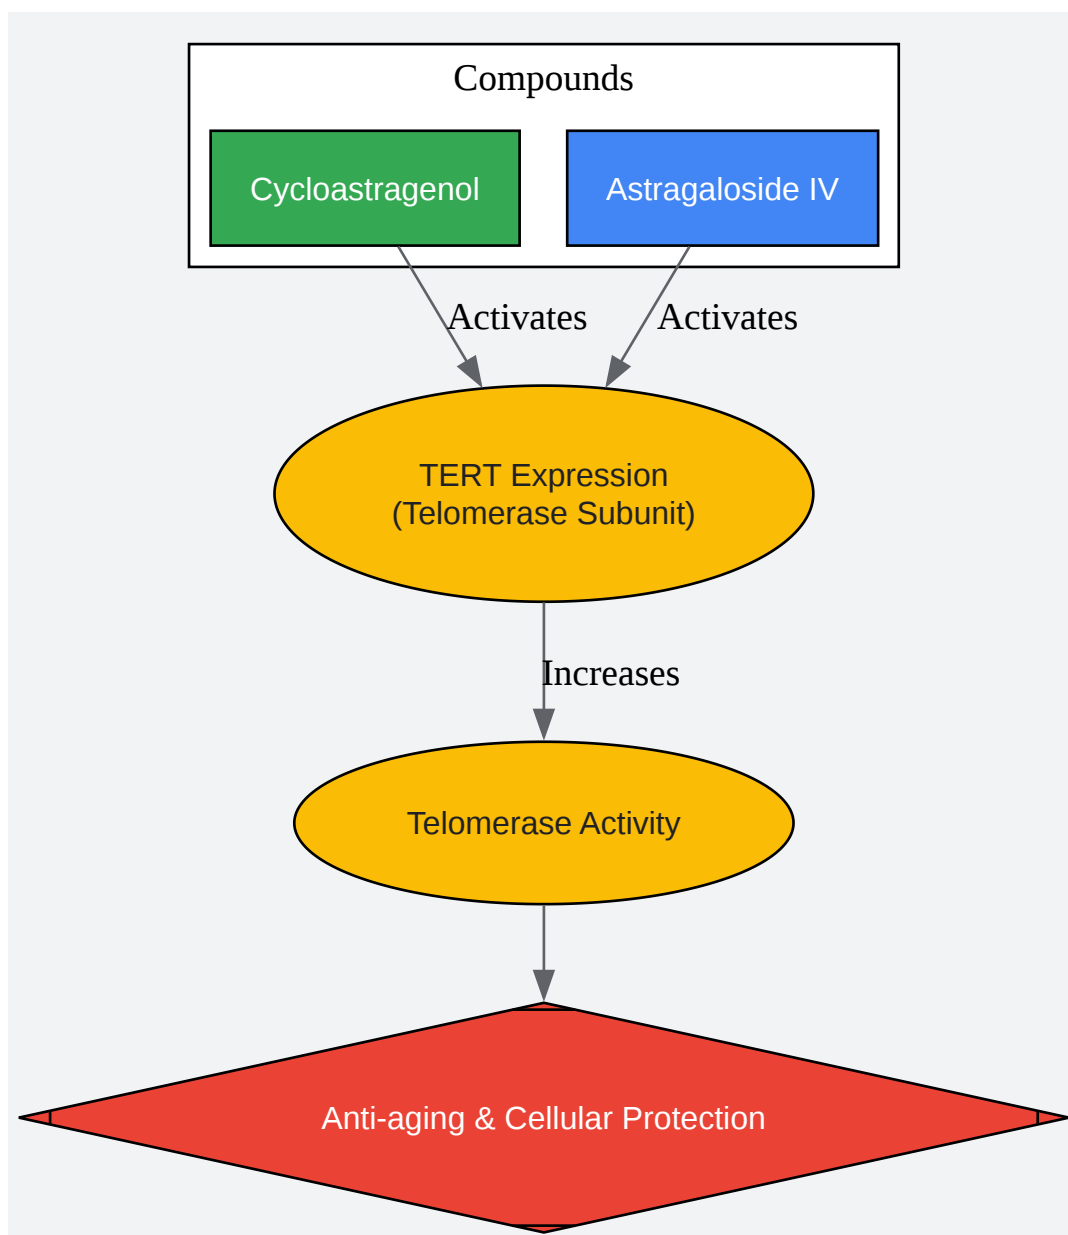 Compounds
Cycloastragenol
Astragaloside IV
Activates
Activates
TERT Expression
(Telomerase Subunit)
Increases
Telomerase Activity
Anti-aging & Cellular Protection